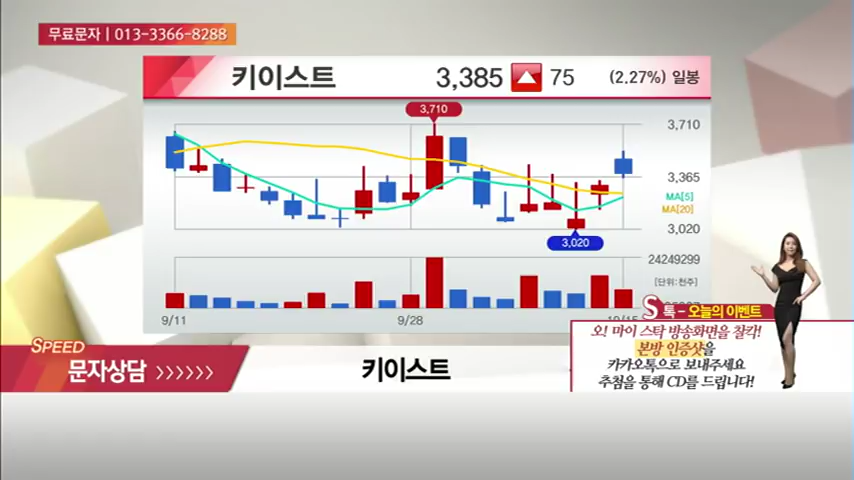 무료문자 | 013-3366-8288
키이스트 3,385 75 (2.27%) 일봉
3,710
3,710
3,365
MA[5]
MA[20]
3,020
3,020
24249299
[단위:천주]
9/11 9/28
S톡 - 오늘의 이벤트
오! 마이 스탁 방송화면을 찰칵!
본방 인증샷을
카카오톡으로 보내주세요
추첨을 통해 CD를 드립니다!
SPEED
문자상담 >>>>>>
키이스트